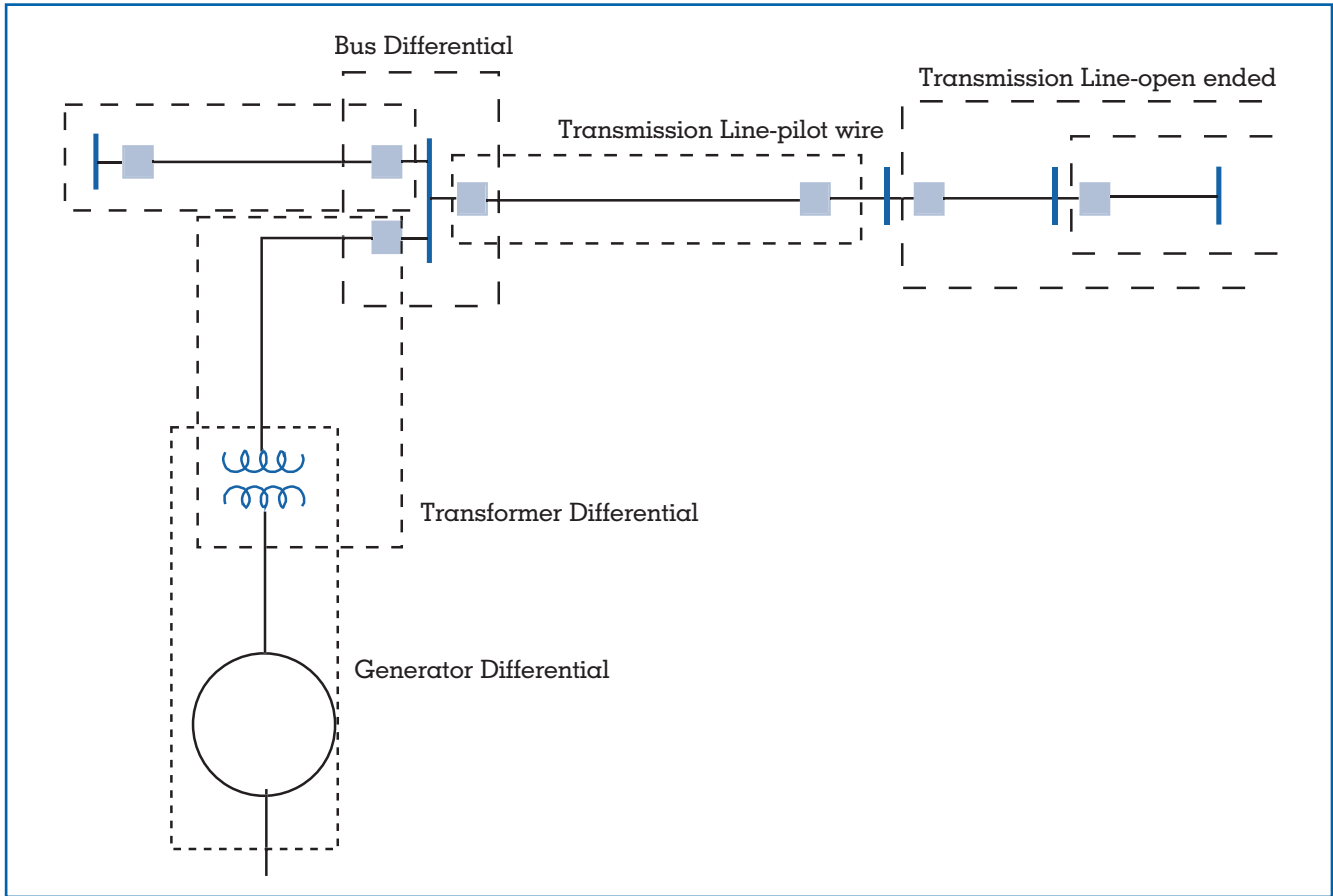 Bus Differential
Transmission Line-open ended
Transmission Line-pilot wire
Transformer Differential
Generator Differential